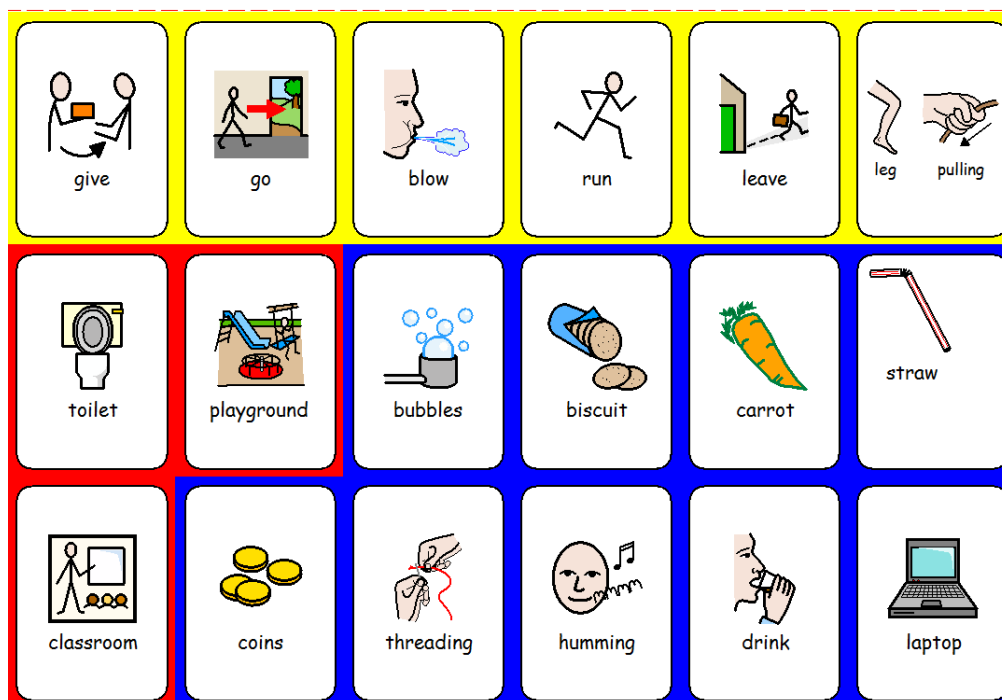 give go blow run leave leg pulling
toilet playground bubbles biscuit carrot straw
classroom coins threading humming drink laptop